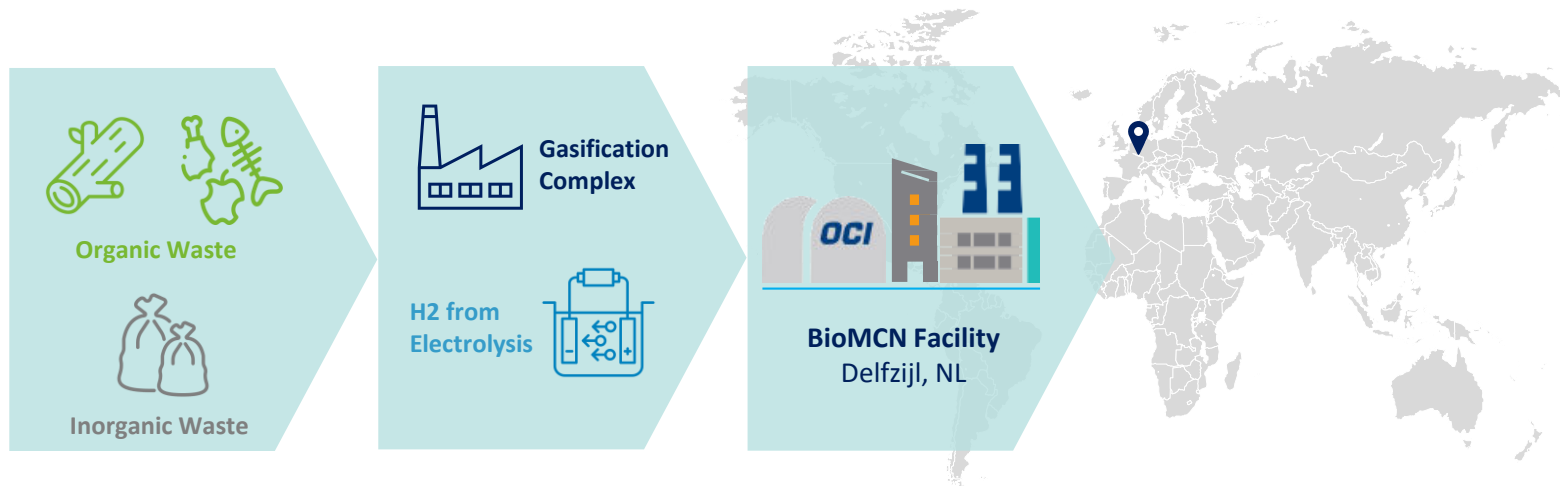 Organic Waste
Inorganic Waste
Gasification
Complex
H2 from
Electrolysis
- +
OCI
BioMCN Facility
Delfzijl, NL